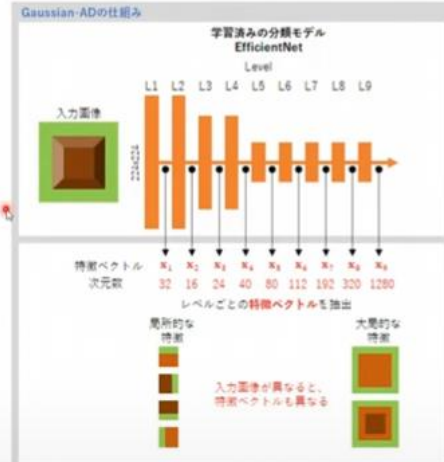 Gaussian-ADの仕組み
学習済みの分類モデル
EfficientNet
Level
L1 L2 L3 L4 L5 L6 L7 L8 L9
入力画像
特徴ベクトル x₁ x₂ x₃ x₄ x₅ x₆ x₇ x₈ x₉
次元数 32 16 24 40 80 112 192 320 1280
レベルごとの特徴ベクトルを抽出
局所的な
特徴
大局的な
特徴
入力画像が異なると、
特徴ベクトルも異なる